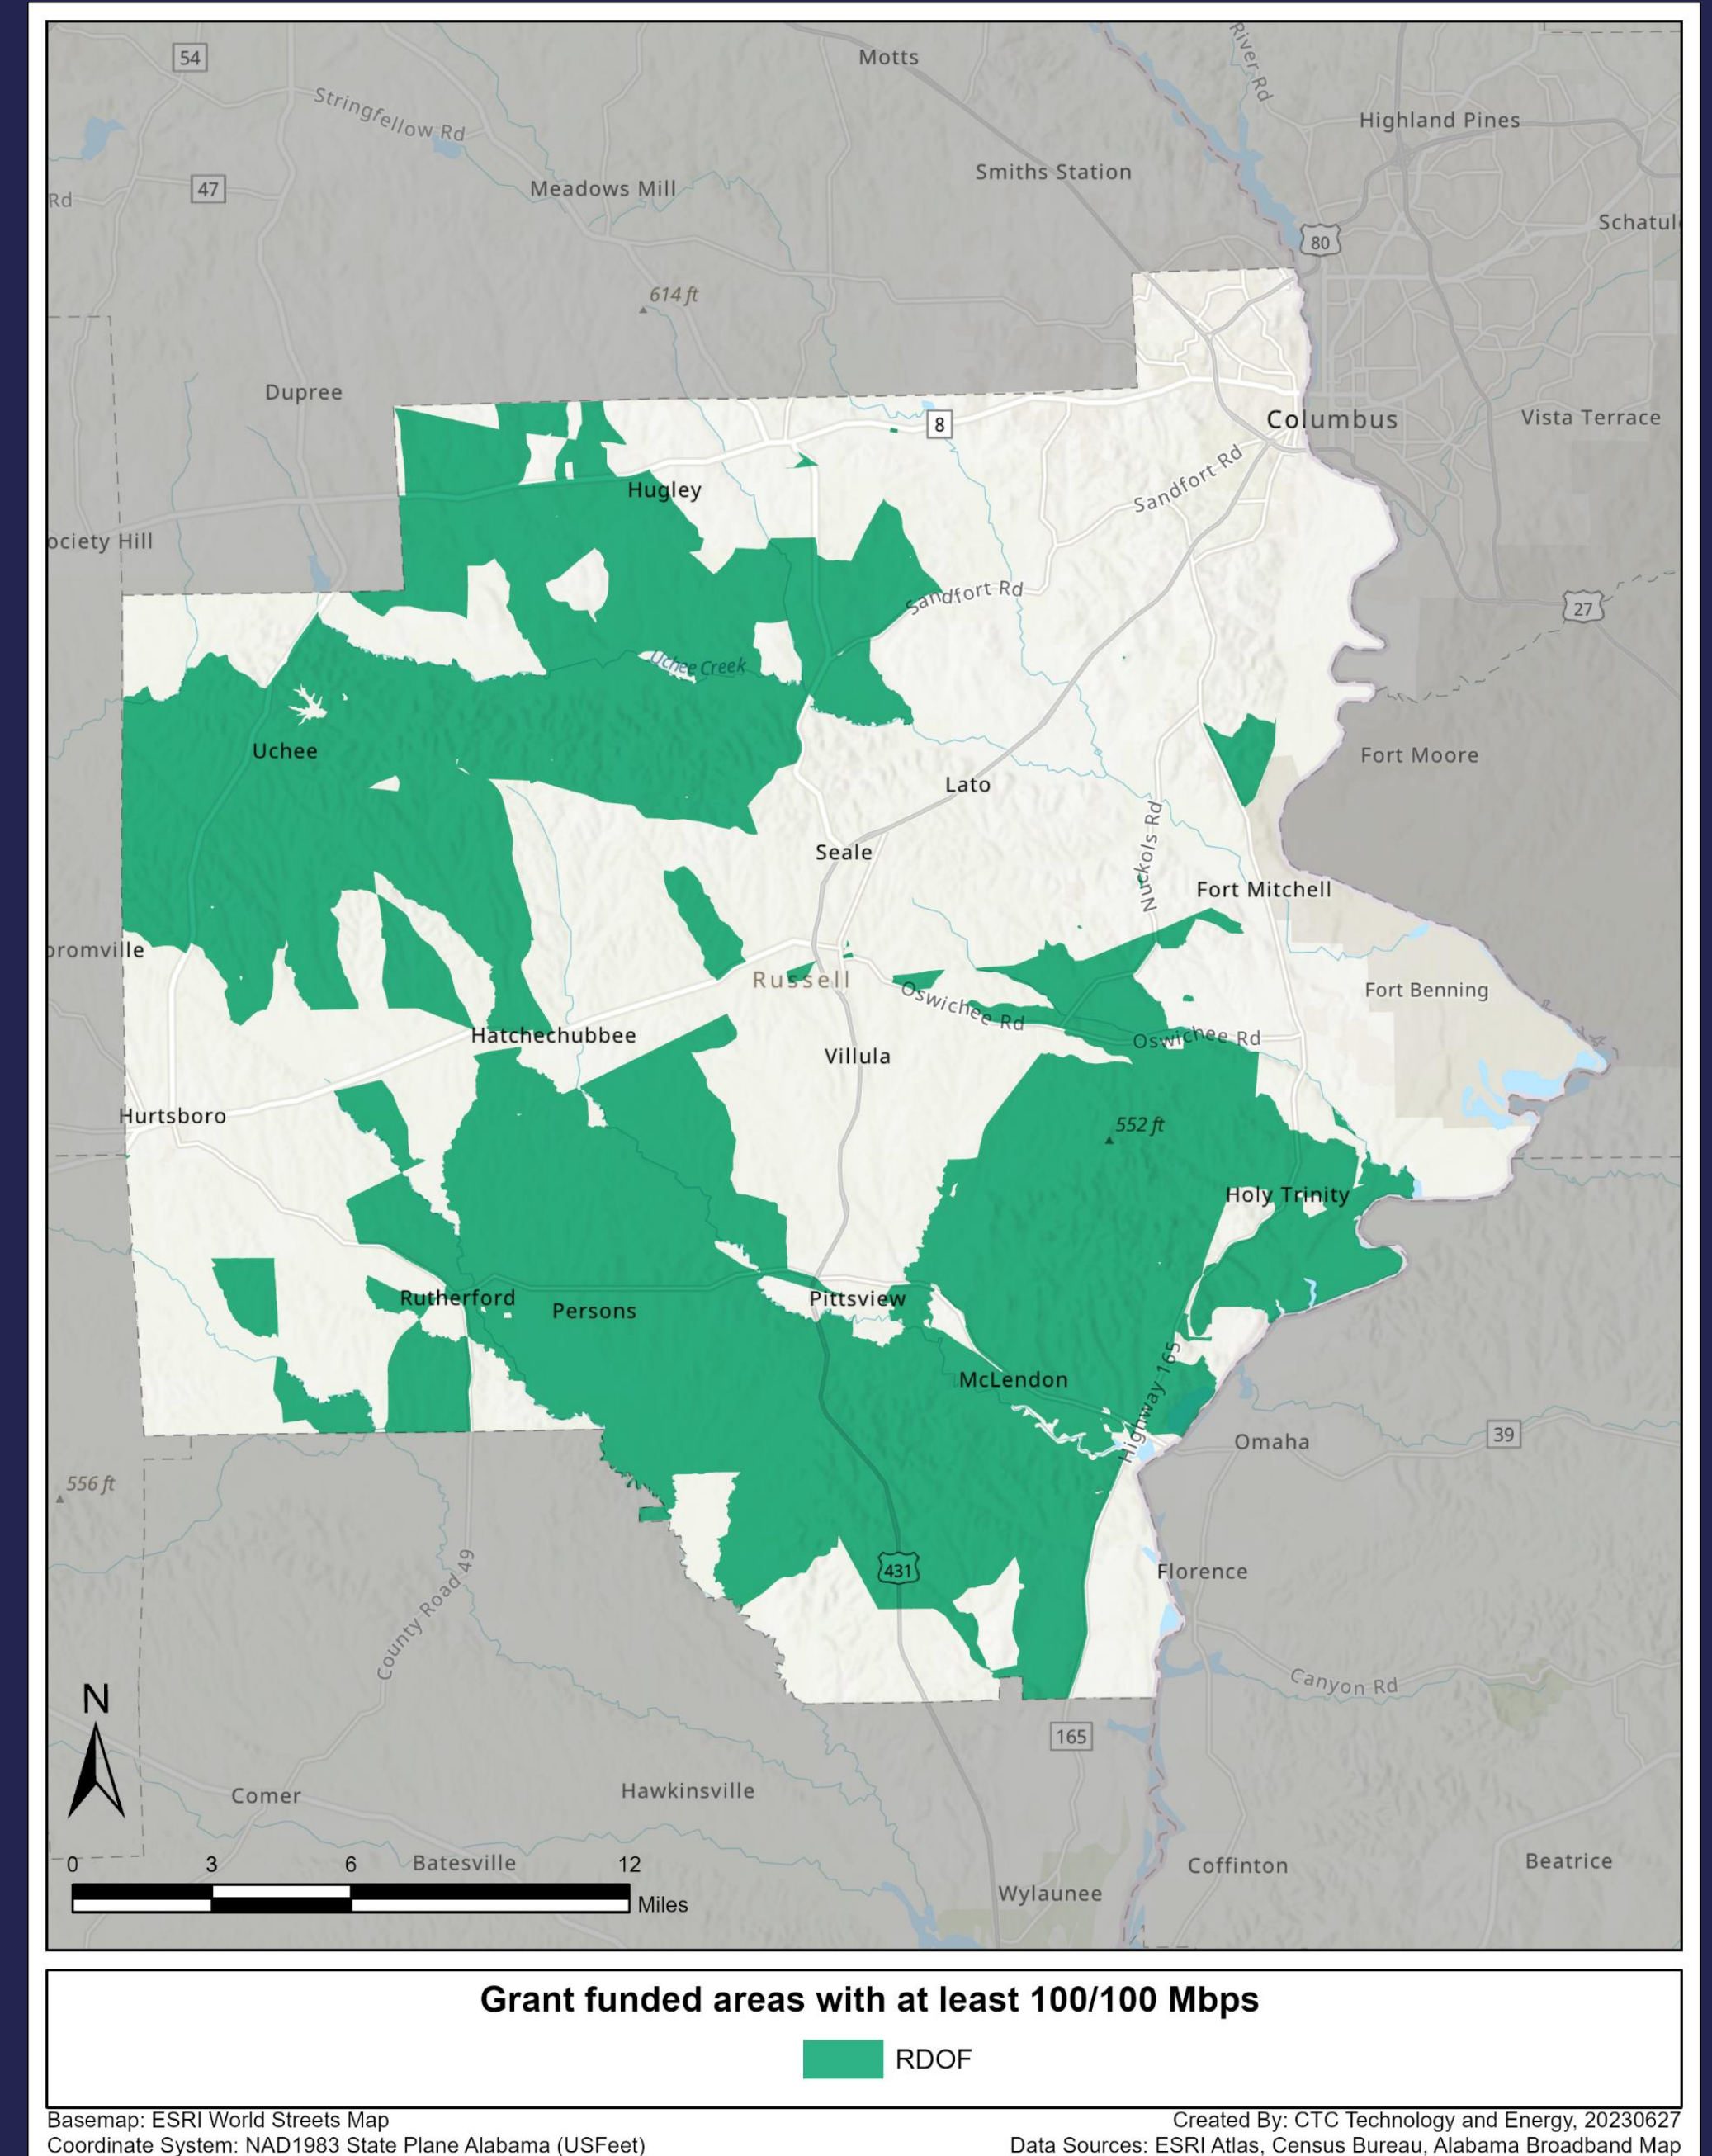 54
Motts
River Rd
Stringfellow Rd
Highland Pines
Smiths Station
47
Meadows Mill
Rd
Schatul
80
614 ft
Dupree
8
Columbus
Vista Terrace
Sandfort Rd
Hugley
ociety Hill
Sandfort Rd
27
Uchee Creek
Uchee
Fort Moore
Lato
Nuckols Rd
Seale
Fort Mitchell
oromville
Russell
Oswichee Rd
Fort Benning
Hatchechubbee
Oswichee Rd
Villula
Hurtsboro
552 ft
Holy Trinity
Rutherford
Persons
Pittsview
McLendon
Highway 165
Omaha
39
556 ft
County Road 49
431
Florence
Canyon Rd
N
165
Comer
Hawkinsville
0 3 6 12
Miles
Batesville
Coffinton
Beatrice
Wylaunee
Grant funded areas with at least 100/100 Mbps
RDOF
Basemap: ESRI World Streets Map
Created By: CTC Technology and Energy, 20230627
Coordinate System: NAD1983 State Plane Alabama (USFeet)
Data Sources: ESRI Atlas, Census Bureau, Alabama Broadband Map